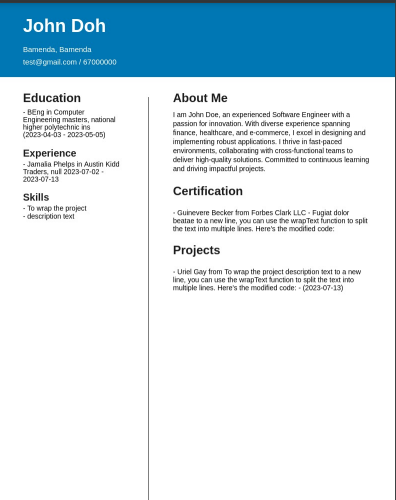 John Doh
Bamenda, Bamenda
test@gmail.com / 67000000
Education
- BEng in Computer
Engineering masters, national
higher polytechnic ins
(2023-04-03 - 2023-05-05)
Experience
- Jamalia Phelps in Austin Kidd
Traders, null 2023-07-02 -
2023-07-13
Skills
- To wrap the project
- description text
About Me
I am John Doe, an experienced Software Engineer with a
passion for innovation. With diverse experience spanning
finance, healthcare, and e-commerce, I excel in designing and
implementing robust applications. I thrive in fast-paced
environments, collaborating with cross-functional teams to
deliver high-quality solutions. Committed to continuous learning
and driving impactful projects.
Certification
- Guinevere Becker from Forbes Clark LLC - Fugiat dolor
beatae to a new line, you can use the wrapText function to split
the text into multiple lines. Here's the modified code:
Projects
- Uriel Gay from To wrap the project description text to a new
line, you can use the wrapText function to split the text into
multiple lines. Here's the modified code: - (2023-07-13)